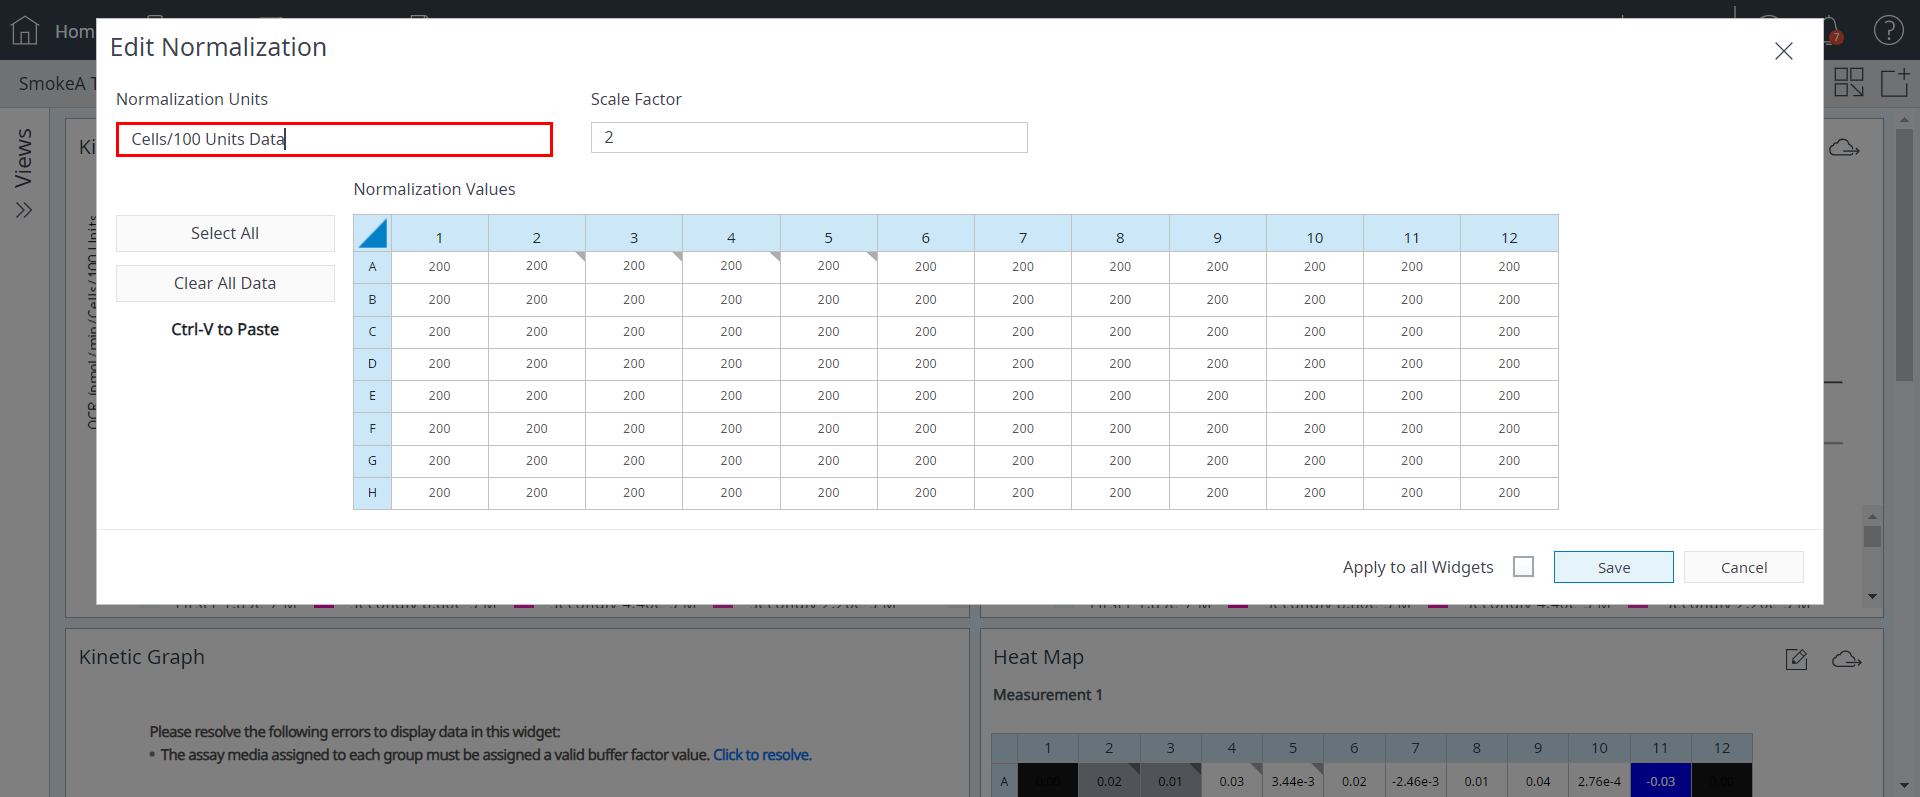 Hom
7
SmokeA T
Views
Ki
OCR (pmol/min/Cells/100 Units
Edit Normalization
Normalization Units
Scale Factor
Cells/100 Units Data
2
Normalization Values
Select All
Clear All Data
Ctrl-V to Paste
1 2 3 4 5 6 7 8 9 10 11 12
A 200 200 200 200 200 200 200 200 200 200 200 200
B 200 200 200 200 200 200 200 200 200 200 200 200
C 200 200 200 200 200 200 200 200 200 200 200 200
D 200 200 200 200 200 200 200 200 200 200 200 200
E 200 200 200 200 200 200 200 200 200 200 200 200
F 200 200 200 200 200 200 200 200 200 200 200 200
G 200 200 200 200 200 200 200 200 200 200 200 200
H 200 200 200 200 200 200 200 200 200 200 200 200
Apply to all Widgets
Save
Cancel
Kinetic Graph
Please resolve the following errors to display data in this widget:
• The assay media assigned to each group must be assigned a valid buffer factor value. Click to resolve.
Heat Map
Measurement 1
1 2 3 4 5 6 7 8 9 10 11 12
A 0.00 0.02 0.01 0.03 3.44e-3 0.02 -2.46e-3 0.01 0.04 2.76e-4 -0.03 0.00